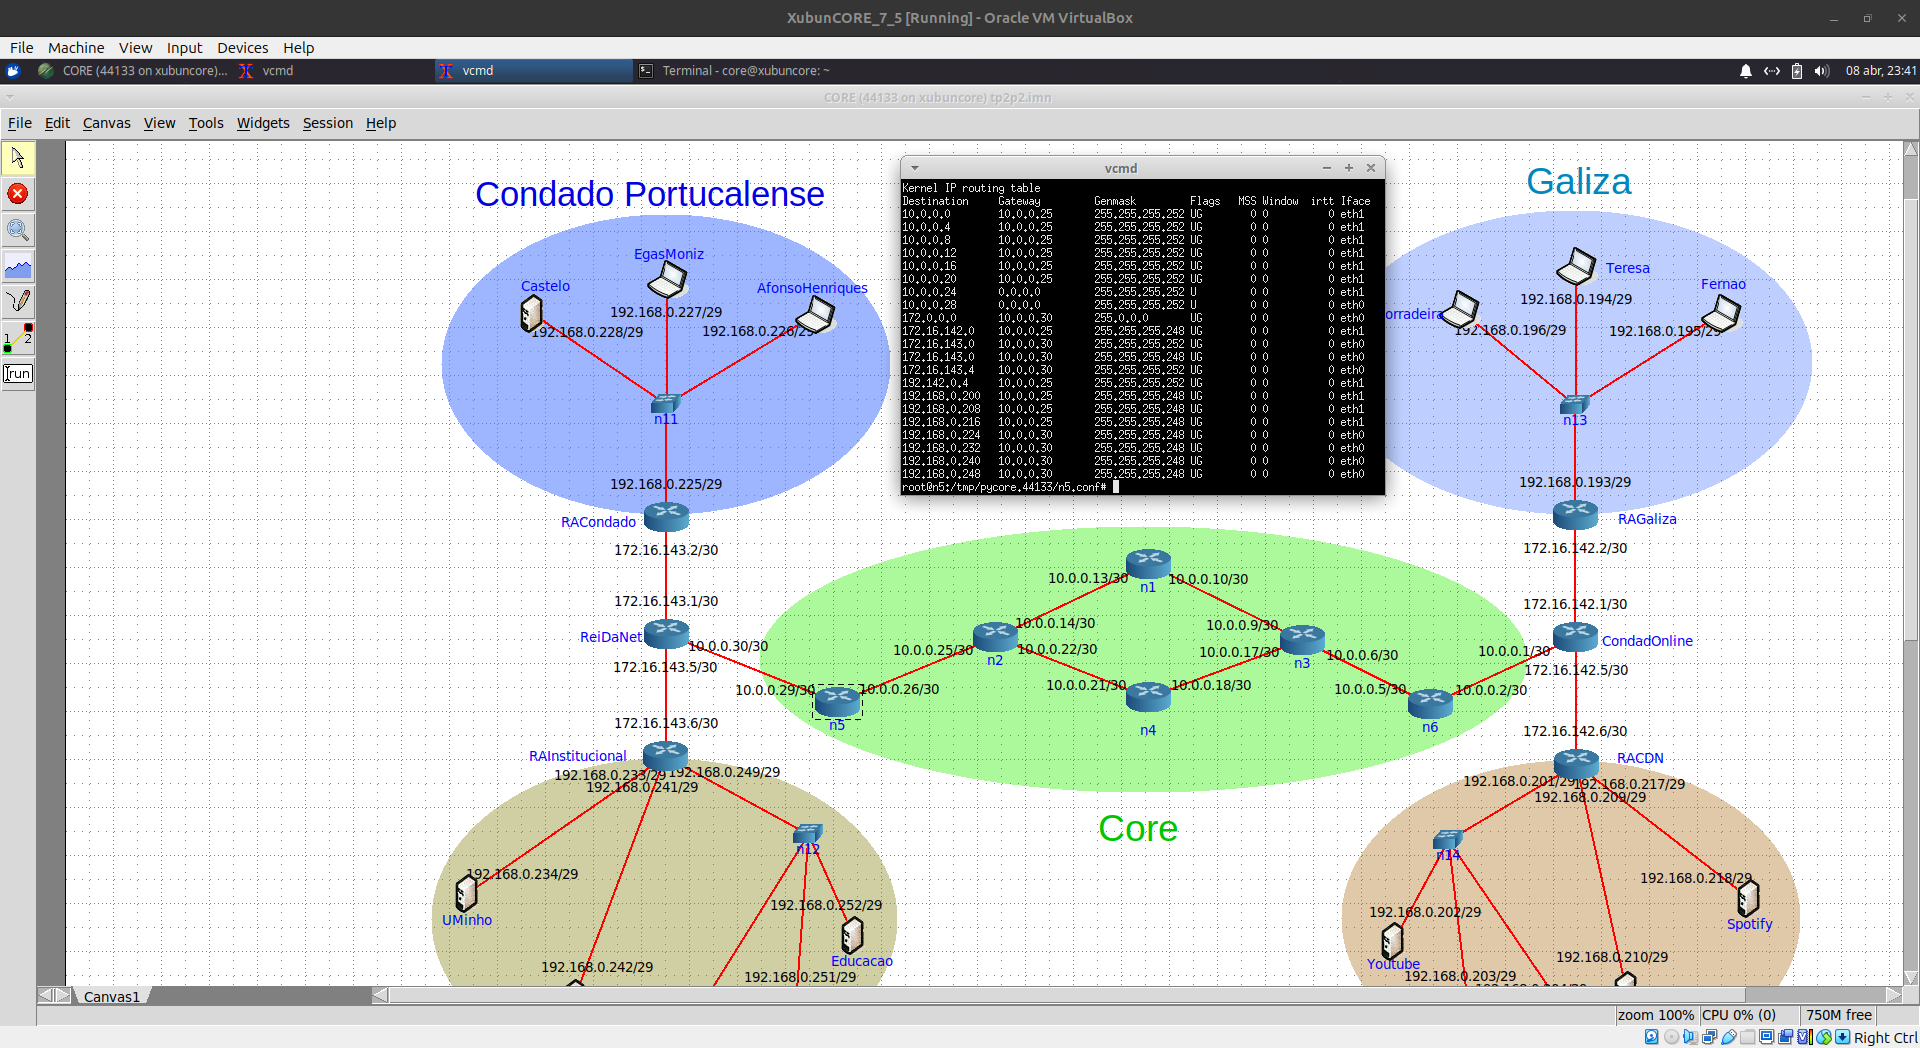 XubunCORE_7_5 [Running] - Oracle VM VirtualBox
File Machine View Input Devices Help
CORE (44133 on xubuncore)... vcmd vcmd Terminal - core@xubuncore: ~ 08 abr, 23:41
CORE (44133 on xubuncore) tp2p2.imn
File Edit Canvas View Tools Widgets Session Help
1 2
run
Condado Portucalense
EgasMoniz
Castelo
AfonsoHenriques
192.168.0.227/29
192.168.0.228/29
192.168.0.226/29
n11
192.168.0.225/29
RACondado
172.16.143.2/30
172.16.143.1/30
ReiDaNet
10.0.0.30/30
172.16.143.5/30
10.0.0.29/30
172.16.143.6/30
RAInstitucional
192.168.0.233/29
192.168.0.249/29
192.168.0.241/29
n12
192.168.0.234/29
UMinho
192.168.0.252/29
Educacao
192.168.0.242/29
192.168.0.251/29
vcmd
Kernel IP routing table
Destination Gateway Genmask Flags MSS Window irtt Iface
10.0.0.0 10.0.0.25 255.255.255.252 UG 0 0 0 eth1
10.0.0.4 10.0.0.25 255.255.255.252 UG 0 0 0 eth1
10.0.0.8 10.0.0.25 255.255.255.252 UG 0 0 0 eth1
10.0.0.12 10.0.0.25 255.255.255.252 UG 0 0 0 eth1
10.0.0.16 10.0.0.25 255.255.255.252 UG 0 0 0 eth1
10.0.0.20 10.0.0.25 255.255.255.252 UG 0 0 0 eth1
10.0.0.24 0.0.0.0 255.255.255.252 U 0 0 0 eth1
10.0.0.28 0.0.0.0 255.255.255.252 U 0 0 0 eth0
172.0.0.0 10.0.0.30 255.0.0.0 UG 0 0 0 eth0
172.16.142.0 10.0.0.25 255.255.255.248 UG 0 0 0 eth1
172.16.143.0 10.0.0.30 255.255.255.252 UG 0 0 0 eth0
172.16.143.0 10.0.0.30 255.255.255.248 UG 0 0 0 eth0
172.16.143.4 10.0.0.30 255.255.255.252 UG 0 0 0 eth0
192.142.0.4 10.0.0.25 255.255.255.252 UG 0 0 0 eth1
192.168.0.200 10.0.0.25 255.255.255.248 UG 0 0 0 eth1
192.168.0.208 10.0.0.25 255.255.255.248 UG 0 0 0 eth1
192.168.0.216 10.0.0.25 255.255.255.248 UG 0 0 0 eth1
192.168.0.224 10.0.0.30 255.255.255.248 UG 0 0 0 eth0
192.168.0.232 10.0.0.30 255.255.255.248 UG 0 0 0 eth0
192.168.0.240 10.0.0.30 255.255.255.248 UG 0 0 0 eth0
192.168.0.248 10.0.0.30 255.255.255.248 UG 0 0 0 eth0
root@n5:/tmp/pycore.44133/n5.conf#
n1
10.0.0.13/30
10.0.0.10/30
10.0.0.14/30
10.0.0.9/30
10.0.0.25/30
n2
10.0.0.22/30
10.0.0.17/30
n3
10.0.0.6/30
10.0.0.26/30
n5
10.0.0.21/30
10.0.0.18/30
n4
10.0.0.5/30
n6
10.0.0.2/30
10.0.0.1/30
Core
Galiza
Teresa
Fernao
orradeira
192.168.0.194/29
192.168.0.196/29
192.168.0.195/29
n13
192.168.0.193/29
RAGaliza
172.16.142.2/30
172.16.142.1/30
CondadOnline
172.16.142.5/30
172.16.142.6/30
RACDN
192.168.0.201/29
192.168.0.217/29
192.168.0.209/29
n14
192.168.0.218/29
Spotify
192.168.0.202/29
Youtube
192.168.0.210/29
192.168.0.203/29
Canvas1
zoom 100% CPU 0% (0) 750M free
Right Ctrl